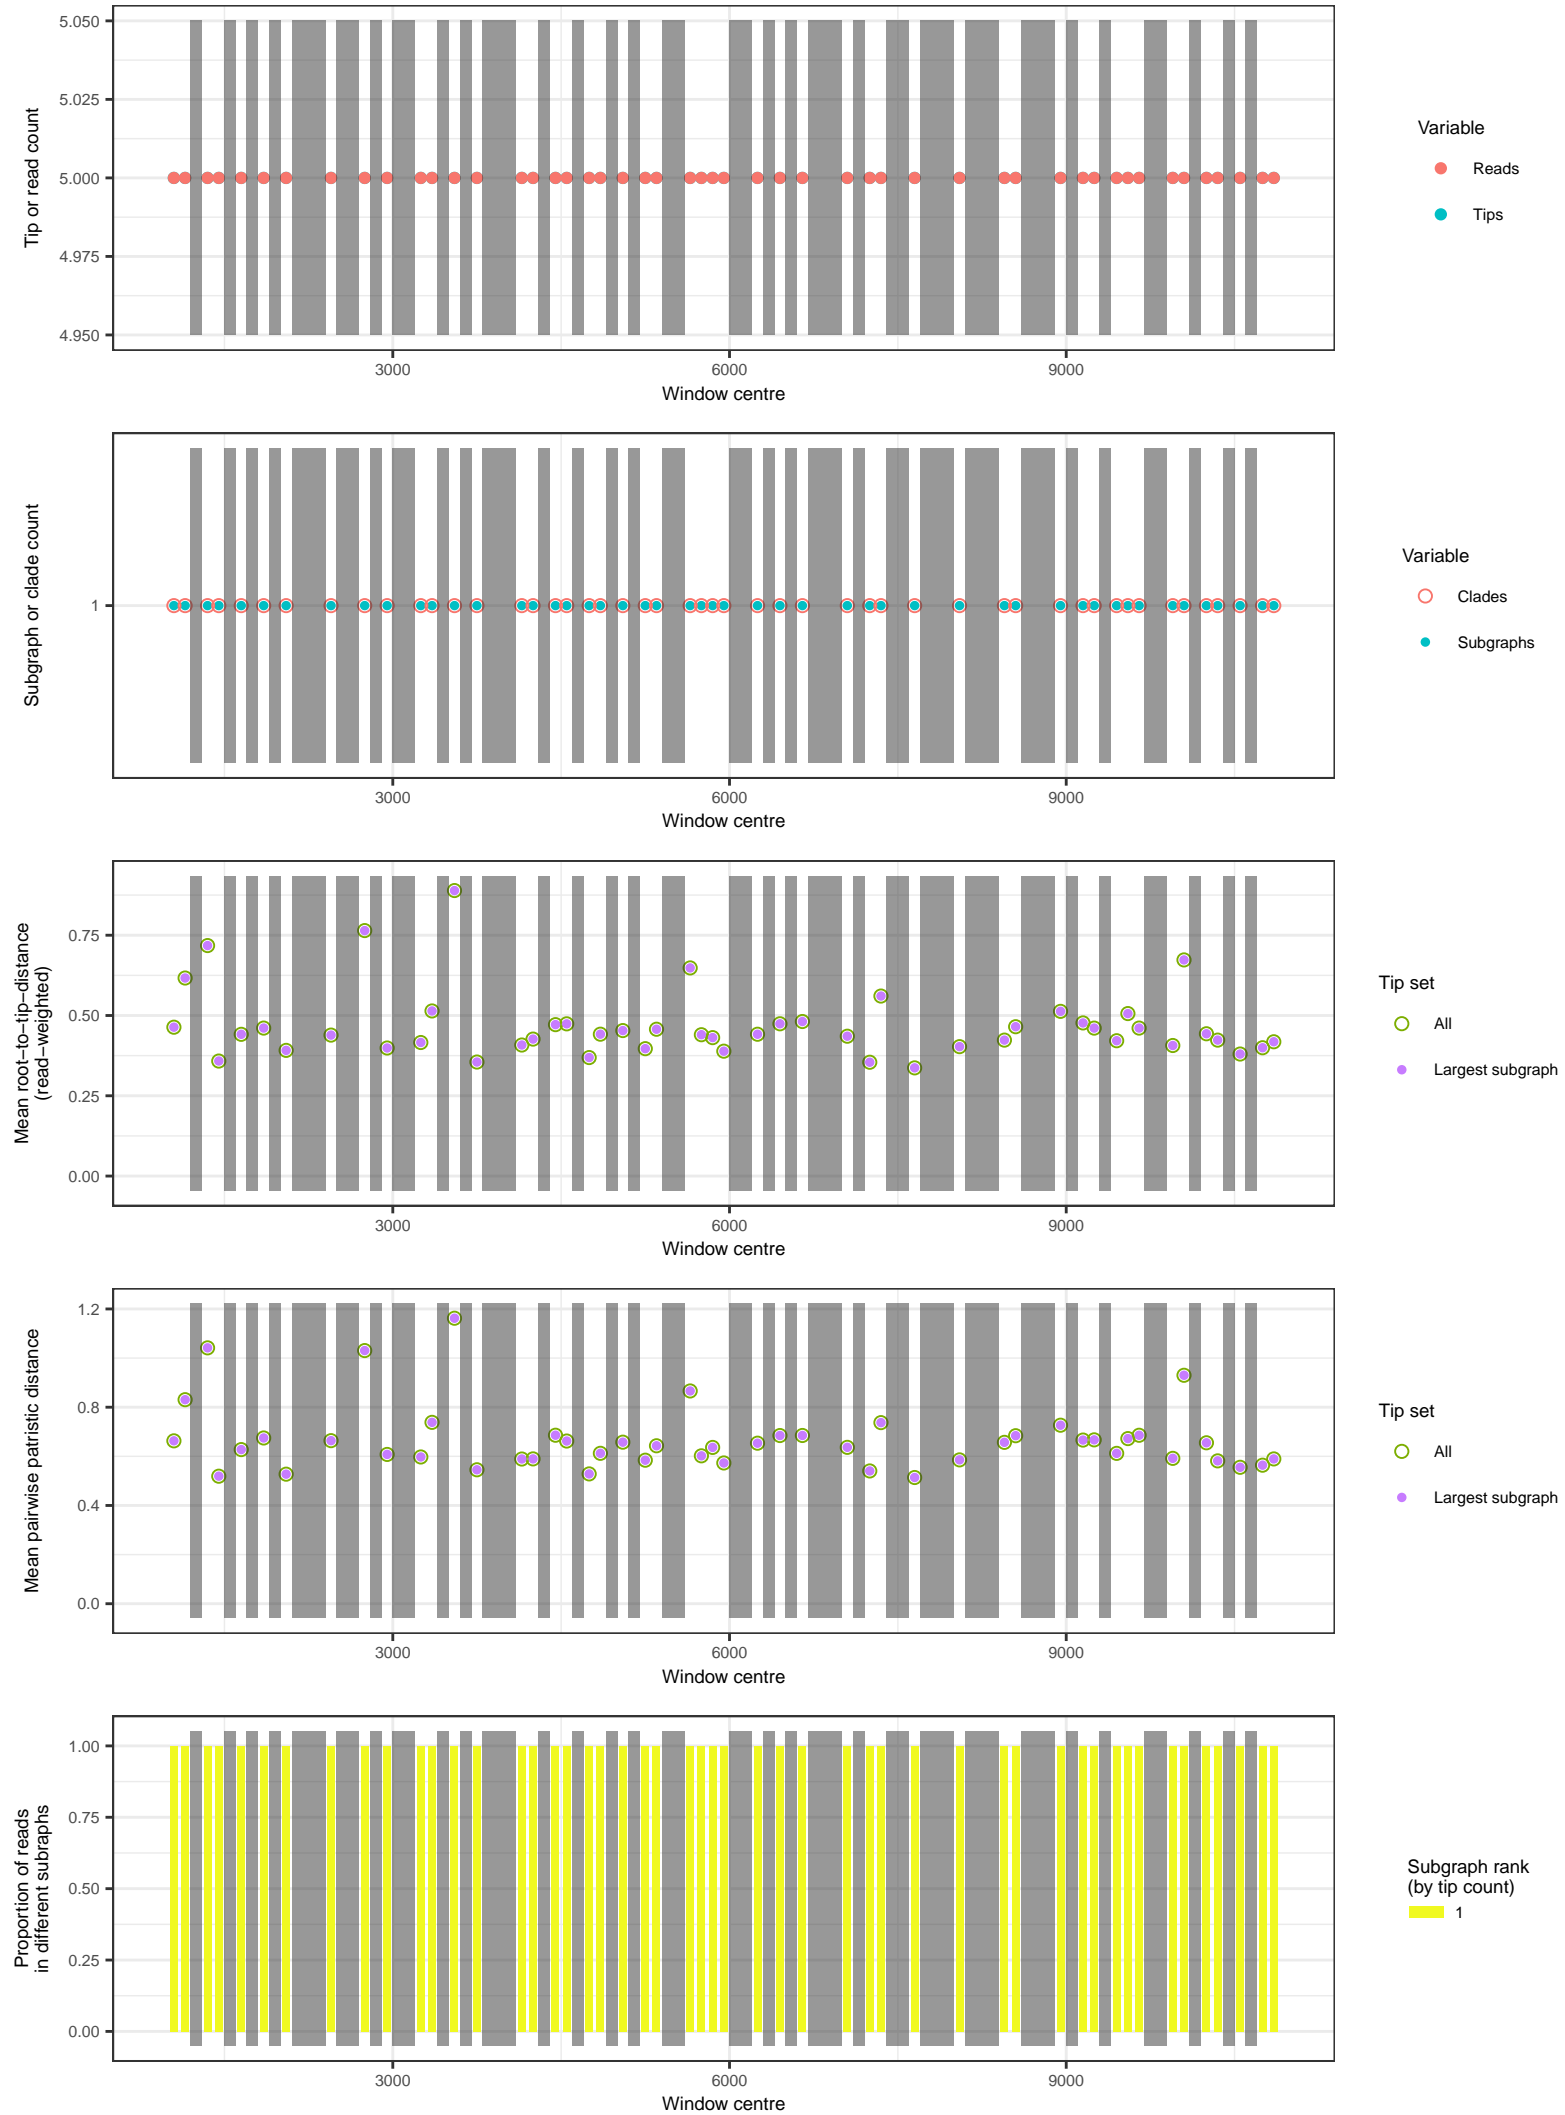 5.050
5.025
5.000
4.975
4.950
Tip or read count
3000
6000
9000
Window centre
Variable
Reads
Tips
1
Subgraph or clade count
3000
6000
9000
Window centre
Variable
Clades
Subgraphs
0.75
0.50
0.25
0.00
Mean root−to−tip−distance
(read−weighted)
3000
6000
9000
Window centre
Tip set
All
Largest subgraph
1.2
0.8
0.4
0.0
Mean pairwise patristic distance
3000
6000
9000
Window centre
Tip set
All
Largest subgraph
1.00
0.75
0.50
0.25
0.00
Proportion of reads
in different subraphs
3000
6000
9000
Window centre
Subgraph rank
(by tip count)
1